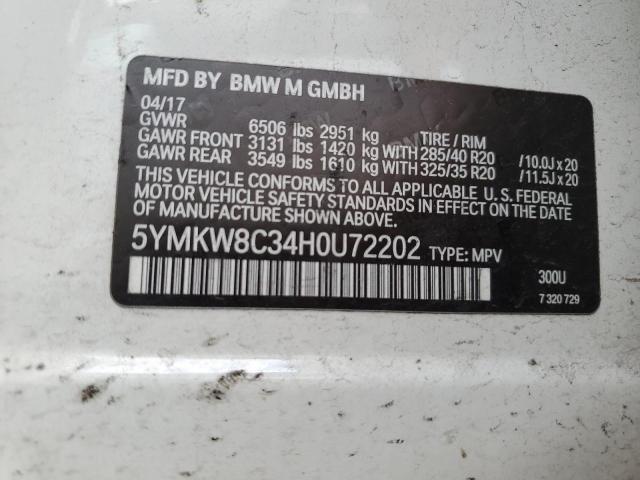 MFD BY BMW M GMBH
04/17
GVWR 6506 lbs 2951 kg TIRE / RIM
GAWR FRONT 3131 lbs 1420 kg WITH 285/40 R20 /10.0J x 20
GAWR REAR 3549 lbs 1610 kg WITH 325/35 R20 /11.5J x 20
THIS VEHICLE CONFORMS TO ALL APPLICABLE U. S. FEDERAL
MOTOR VEHICLE SAFETY STANDARDS IN EFFECT ON THE
DATE OF MANUFACTURE SHOWN ABOVE.
5YMKW8C34H0U72202 TYPE: MPV
300U
7 320 729